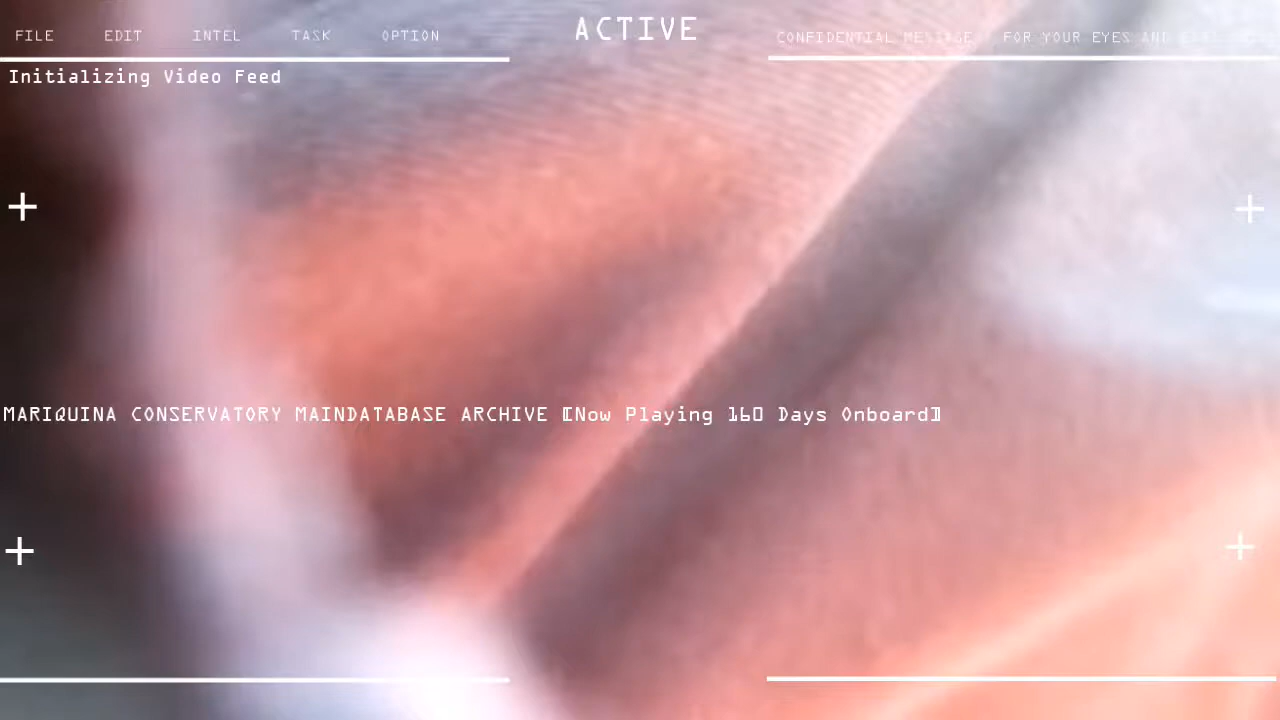 FILE EDIT INTEL TASK OPTION
ACTIVE
CONFIDENTIAL MESSAGE FOR YOUR EYES AND
Initializing Video Feed
MARIQUINA CONSERVATORY MAINDATABASE ARCHIVE [Now Playing 160 Days Onboard]